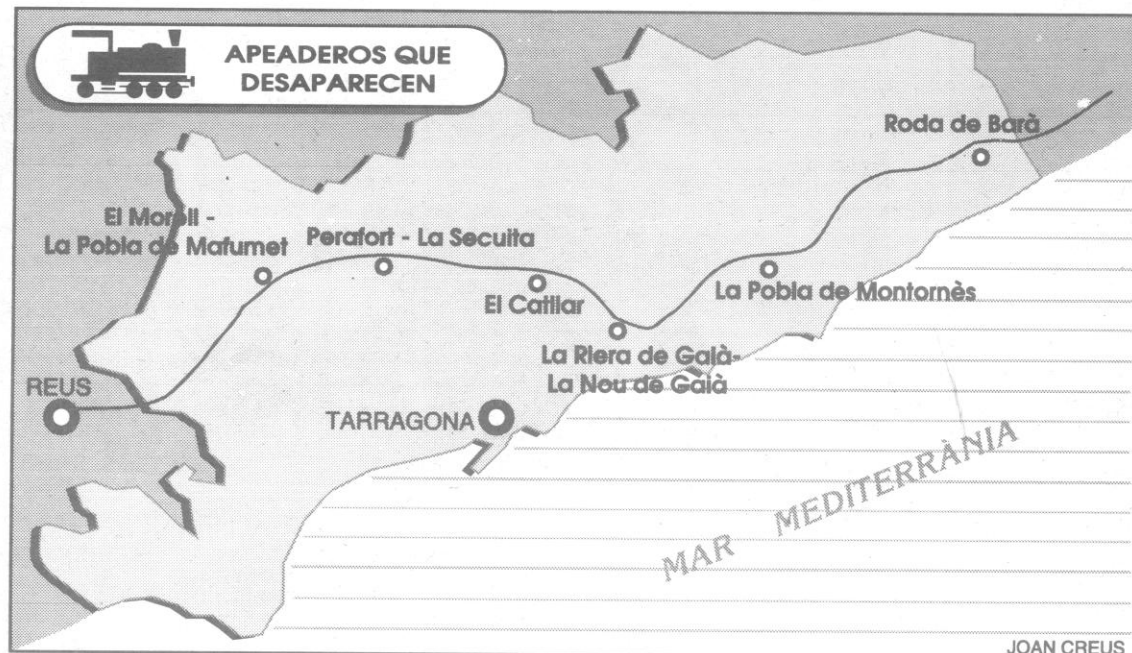 APEADEROS QUE
DESAPARECEN
Roda de Barà
El Morell -
La Pobla de Mafumet
Perafort - La Secuita
El Catllar
La Pobla de Montornès
La Riera de Gaià-
La Nou de Gaià
REUS
TARRAGONA
MAR MEDITERRÀNIA
JOAN CREUS